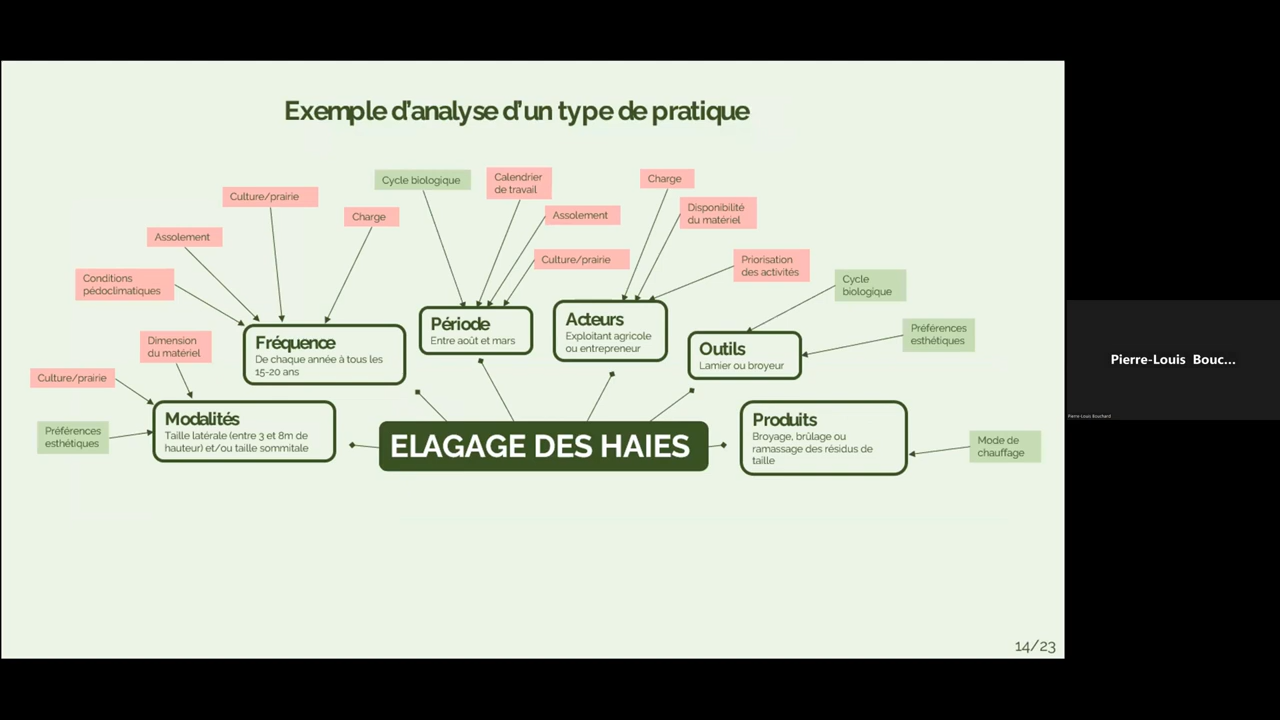 Exemple d'analyse d'un type de pratique
Cycle biologique
Calendrier
de travail
Charge
Culture/prairie
Charge
Assolement
Disponibilité
du matériel
Assolement
Culture/prairie
Priorisation
des activités
Conditions
pédoclimatiques
Cycle
biologique
Préférences
esthétiques
Dimension
du matériel
Culture/prairie
Préférences
esthétiques
Fréquence
De chaque année à tous les
15-20 ans
Période
Entre août et mars
Acteurs
Exploitant agricole
ou entrepreneur
Outils
Lamier ou broyeur
Modalités
Taille latérale (entre 3 et 8m de
hauteur) et/ou taille sommitale
ELAGAGE DES HAIES
Produits
Broyage, brûlage ou
ramassage des résidus de
taille
Mode de
chauffage
14/23
Pierre-Louis Bouc...
Pierre-Louis Bouchard